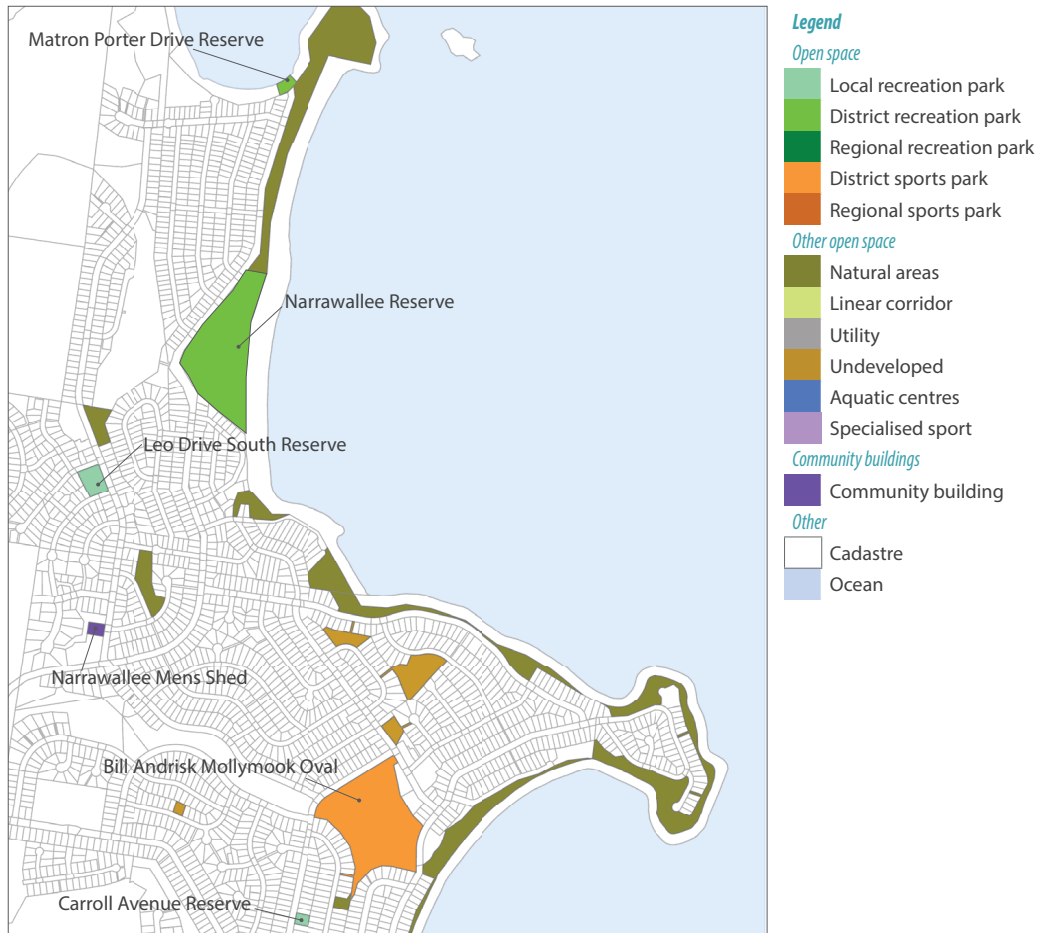 Matron Porter Drive Reserve
Narrawallee Reserve
Leo Drive South Reserve
Narrawallee Mens Shed
Bill Andrisk Mollymook Oval
Carroll Avenue Reserve
Legend
Open space
Local recreation park
District recreation park
Regional recreation park
District sports park
Regional sports park
Other open space
Natural areas
Linear corridor
Utility
Undeveloped
Aquatic centres
Specialised sport
Community buildings
Community building
Other
Cadastre
Ocean